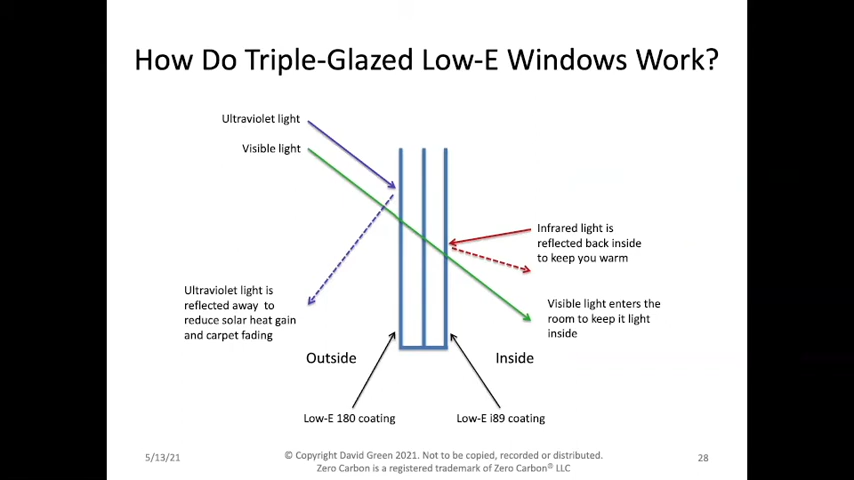 How Do Triple-Glazed Low-E Windows Work?
Ultraviolet light
Visible light
Infrared light is
reflected back inside
to keep you warm
Ultraviolet light is
reflected away to
reduce solar heat gain
and carpet fading
Visible light enters the
room to keep it light
inside
Outside
Inside
Low-E 180 coating
Low-E i89 coating
5/13/21
© Copyright David Green 2021. Not to be copied, recorded or distributed.
Zero Carbon is a registered trademark of Zero Carbon® LLC
28